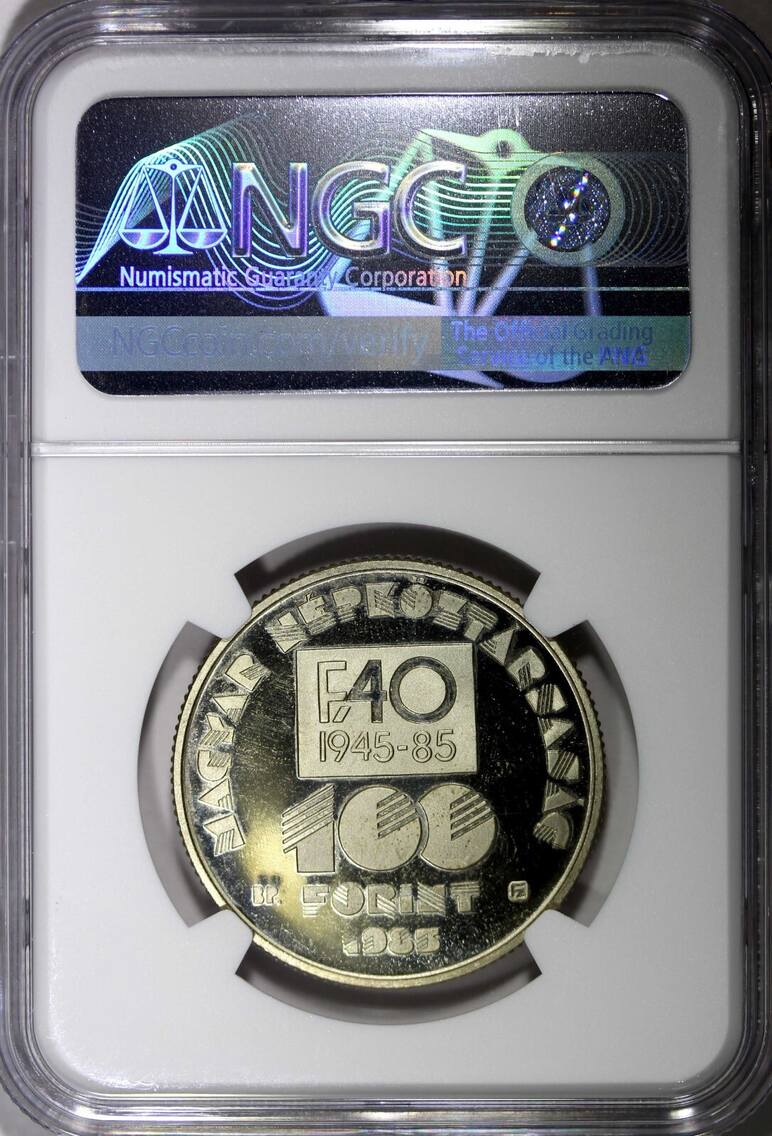 NGC
Numismatic Guaranty Corporation
NGCcoin.com/verify
The Official Grading
Service of the ANA
MAGYAR NÉPKÖZTÁRSASÁG
F,40
1945-85
100
BP. FORINT
1985